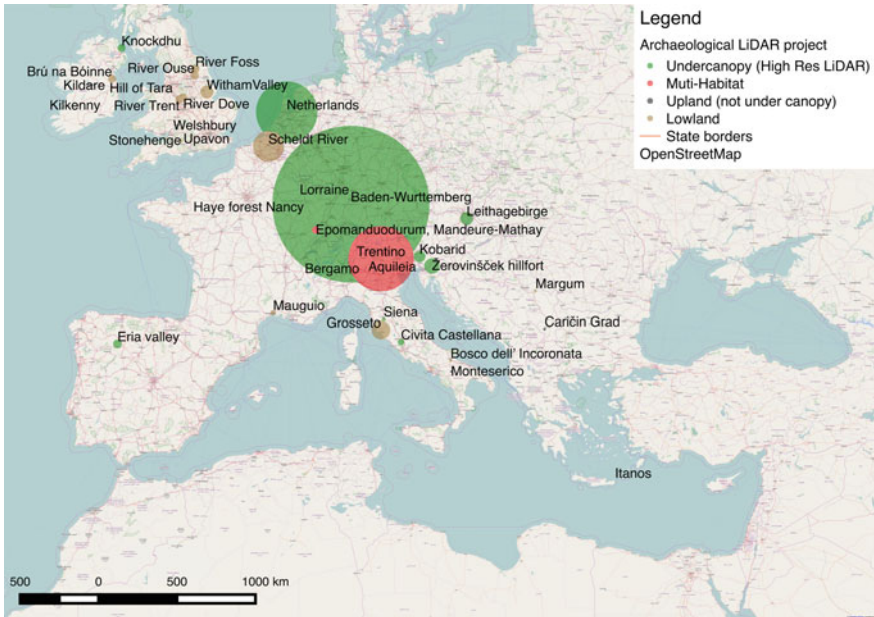 Legend
Archaeological LiDAR project
Undercanopy (High Res LiDAR)
Muti-Habitat
Upland (not under canopy)
Lowland
State borders
OpenStreetMap
Knockdhu
River Foss
Brú na Bóinne
River Ouse
Kildare
Hill of Tara
WithamValley
Kilkenny
River Trent
River Dove
Netherlands
Welshbury
Stonehenge
Upavon
Scheldt River
Lorraine
Baden-Wurttemberg
Haye forest Nancy
Leithagebirge
Epomanduodurum, Mandeure-Mathay
Trentino
Kobarid
Bergamo
Aquileia
Žerovinšček hillfort
Margum
Mauguio
Siena
Grosseto
Caričin Grad
Eria valley
Civita Castellana
Bosco dell' Incoronata
Monteserico
Itanos
500
0
500
1000 km